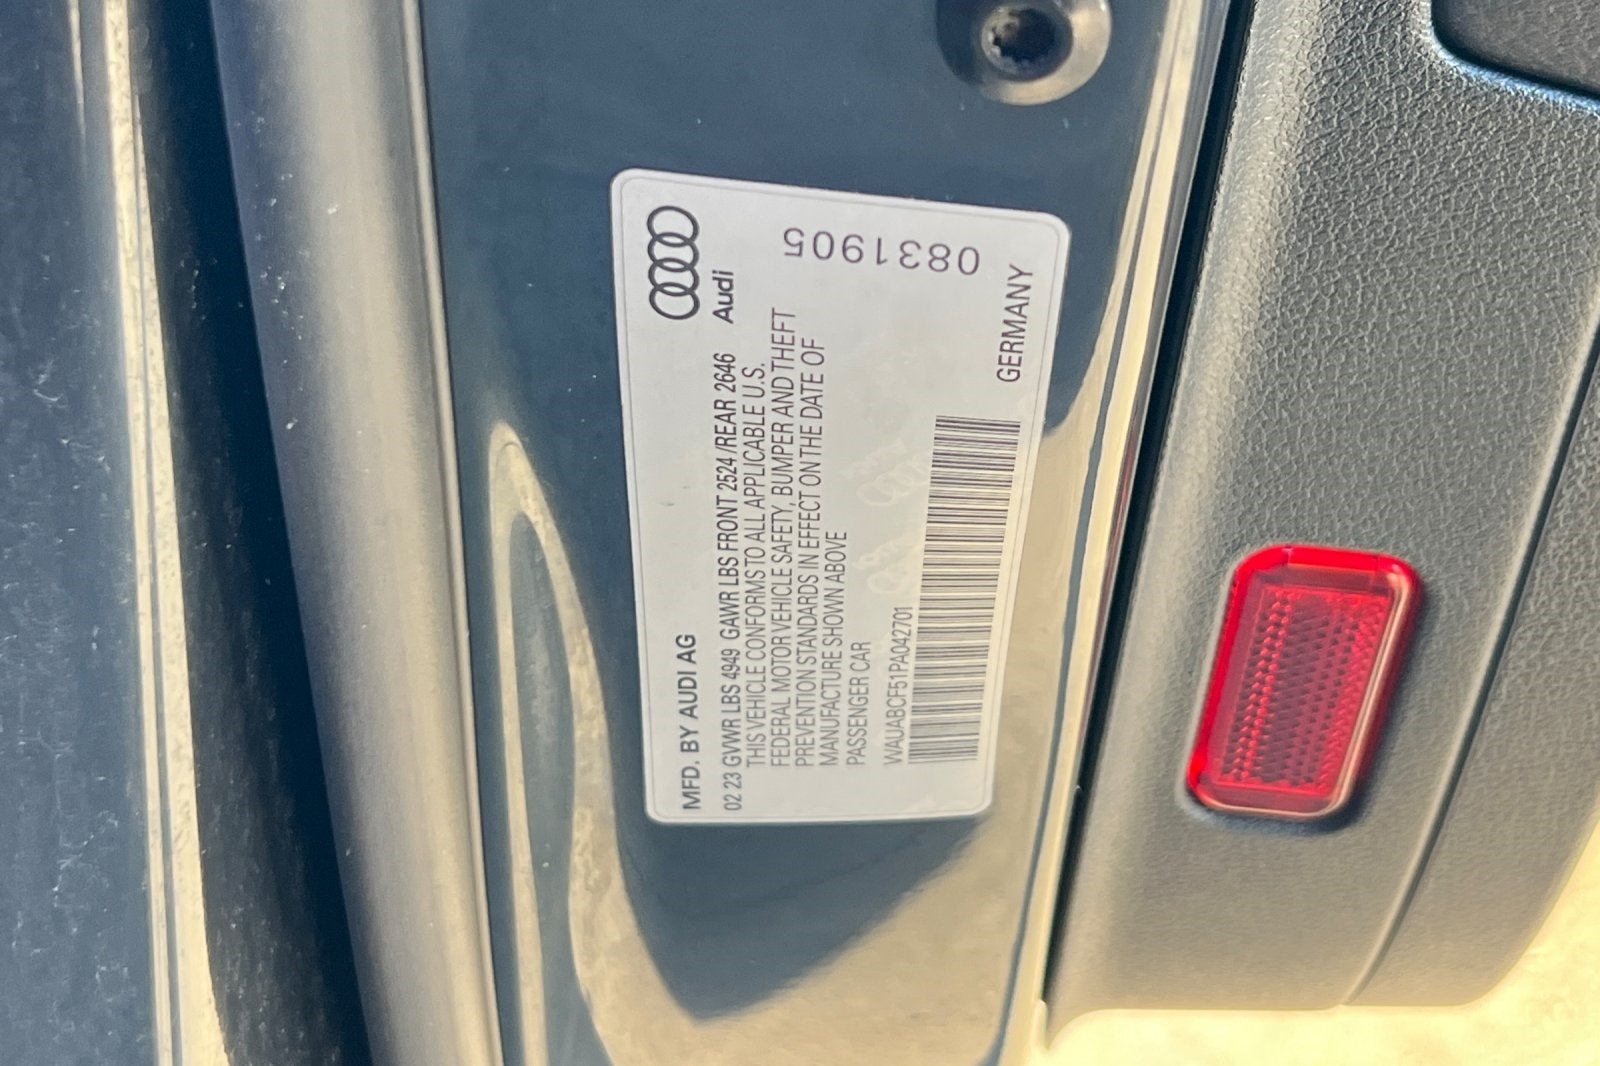 MFD. BY AUDI AG
Audi
02 23 GVWR LBS 4949 GAWR LBS FRONT 2524/REAR 2646
THIS VEHICLE CONFORMS TO ALL APPLICABLE U.S.
FEDERAL MOTOR VEHICLE SAFETY, BUMPER AND THEFT
PREVENTION STANDARDS IN EFFECT ON THE DATE OF
MANUFACTURE SHOWN ABOVE
PASSENGER CAR
WAUABCF51PA042701
GERMANY
0831905